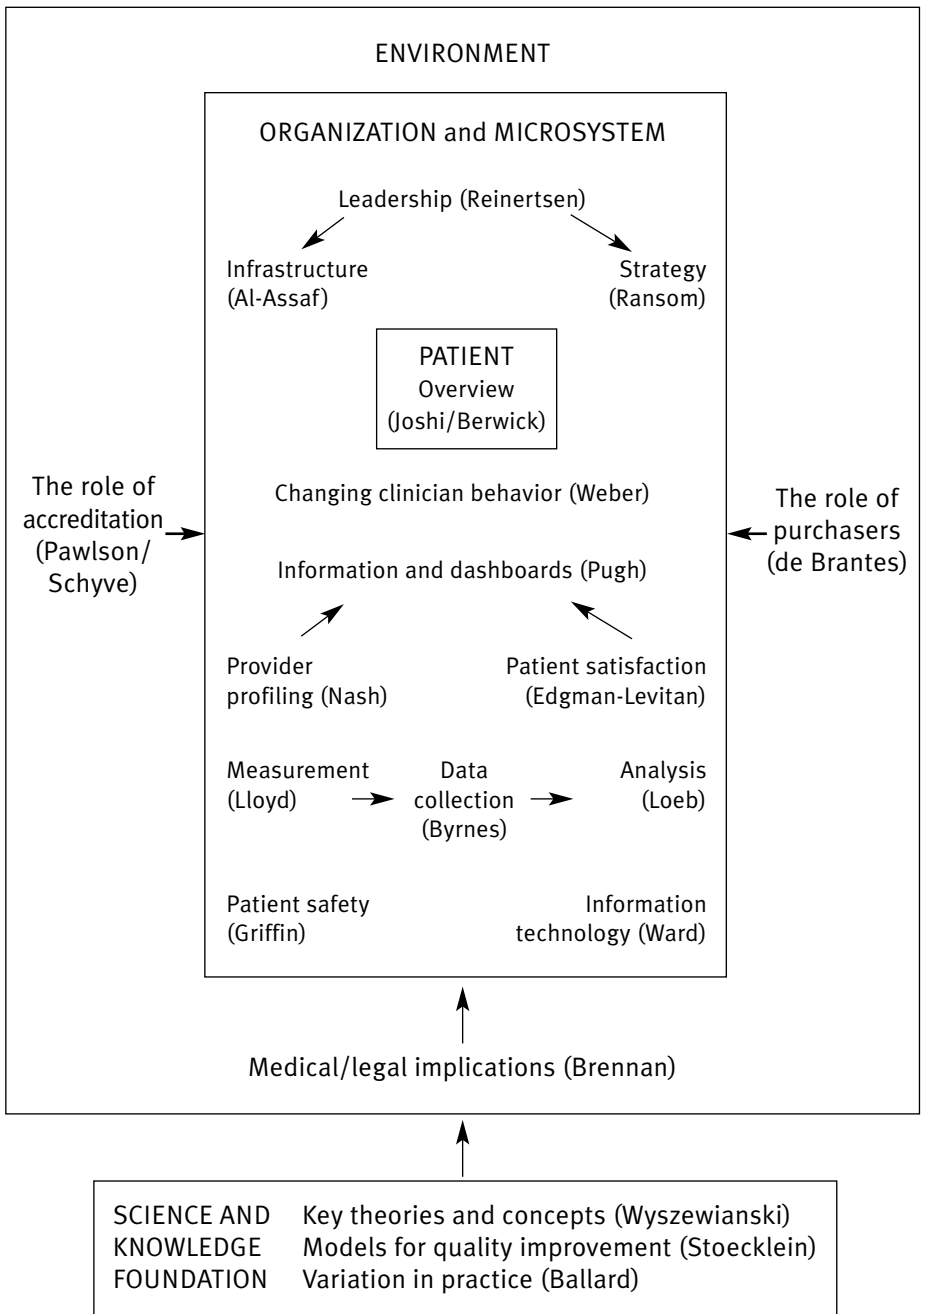 ENVIRONMENT
ORGANIZATION and MICROSYSTEM
Leadership (Reinertsen)
Infrastructure
(Al-Assaf)
Strategy
(Ransom)
PATIENT
Overview
(Joshi/Berwick)
The role of
accreditation
(Pawlson/
Schyve)
Changing clinician behavior (Weber)
The role of
purchasers
(de Brantes)
Information and dashboards (Pugh)
Provider
profiling (Nash)
Patient satisfaction
(Edgman-Levitan)
Measurement
(Lloyd)
Data
collection
(Byrnes)
Analysis
(Loeb)
Patient safety
(Griffin)
Information
technology (Ward)
Medical/legal implications (Brennan)
SCIENCE AND Key theories and concepts (Wyszewianski)
KNOWLEDGE Models for quality improvement (Stoecklein)
FOUNDATION Variation in practice (Ballard)